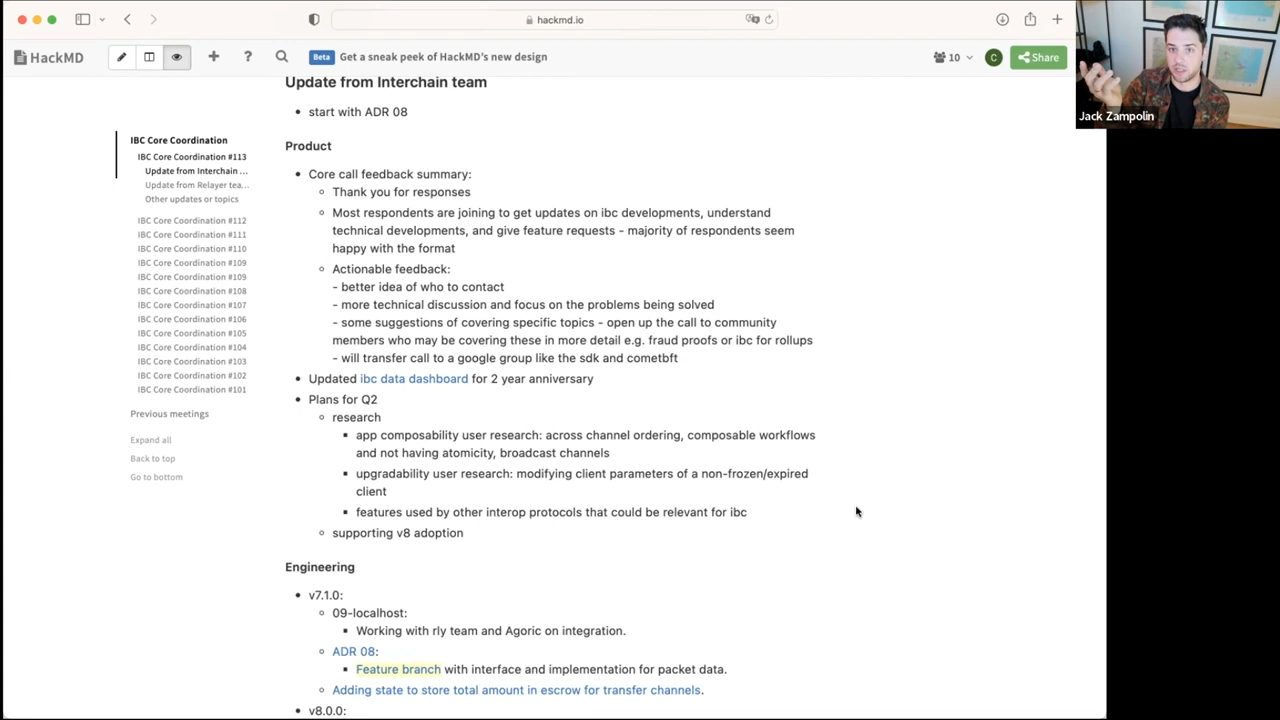 hackmd.io
HackMD
Beta Get a sneak peek of HackMD's new design
10
C
Share
Jack Zampolin
IBC Core Coordination
IBC Core Coordination #113
Update from Interchain ...
Update from Relayer tea...
Other updates or topics
IBC Core Coordination #112
IBC Core Coordination #111
IBC Core Coordination #110
IBC Core Coordination #109
IBC Core Coordination #109
IBC Core Coordination #108
IBC Core Coordination #107
IBC Core Coordination #106
IBC Core Coordination #105
IBC Core Coordination #104
IBC Core Coordination #103
IBC Core Coordination #102
IBC Core Coordination #101
Previous meetings
Expand all
Back to top
Go to bottom
Update from Interchain team
start with ADR 08
Product
Core call feedback summary:
Thank you for responses
Most respondents are joining to get updates on ibc developments, understand
technical developments, and give feature requests - majority of respondents seem
happy with the format
Actionable feedback:
- better idea of who to contact
- more technical discussion and focus on the problems being solved
- some suggestions of covering specific topics - open up the call to community
members who may be covering these in more detail e.g. fraud proofs or ibc for rollups
- will transfer call to a google group like the sdk and cometbft
Updated ibc data dashboard for 2 year anniversary
Plans for Q2
research
app composability user research: across channel ordering, composable workflows
and not having atomicity, broadcast channels
upgradability user research: modifying client parameters of a non-frozen/expired
client
features used by other interop protocols that could be relevant for ibc
supporting v8 adoption
Engineering
v7.1.0:
09-localhost:
Working with rly team and Agoric on integration.
ADR 08:
Feature branch with interface and implementation for packet data.
Adding state to store total amount in escrow for transfer channels.
v8.0.0: